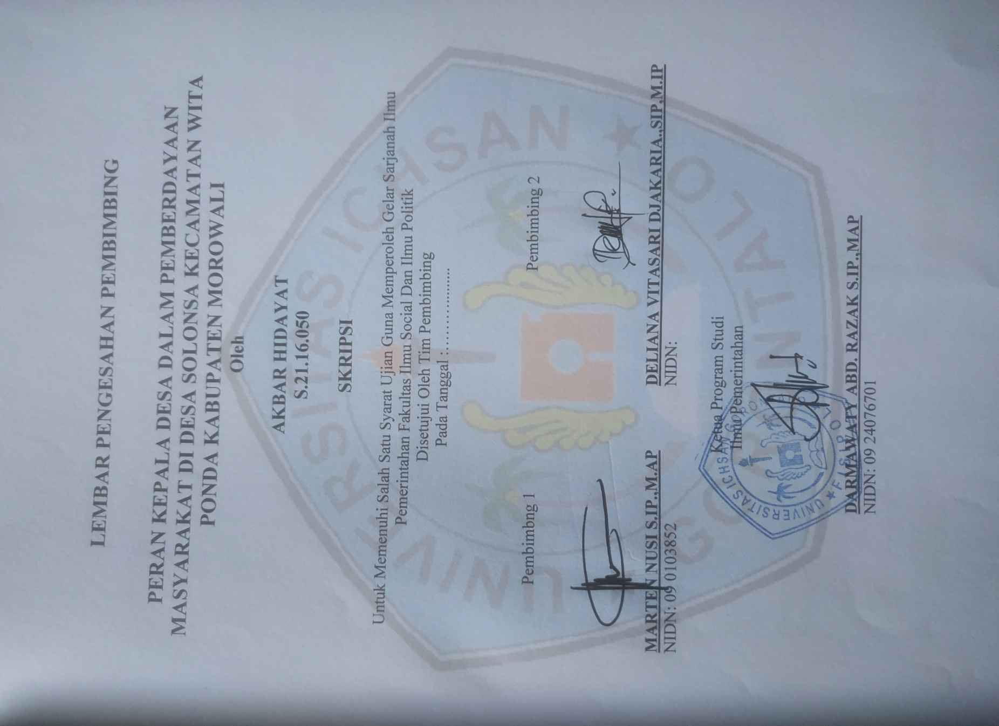 LEMBAR PENGESAHAN PEMBIMBING
PERAN KEPALA DESA DALAM PEMBERDAYAAN
MASYARAKAT DI DESA SOLONSA KECAMATAN WITA
PONDA KABUPATEN MOROWALI
Oleh
AKBAR HIDAYAT
S.21.16.050
SKRIPSI
Untuk Memenuhi Salah Satu Syarat Ujian Guna Memperoleh Gelar Sarjanah Ilmu
Pemerintahan Fakultas Ilmu Social Dan Ilmu Politik
Disetujui Oleh Tim Pembimbing
Pada Tanggal :........................
Pembimbng 1
Pembimbing 2
MARTEN NUSI S.IP.,M.AP
NIDN: 09 0103852
DELIANA VITASARI DJAKARIA.,SIP,M.IP
NIDN:
Ketua Program Studi
Ilmu Pemerintahan
DARMAWATY ABD. RAZAK S.IP.,MAP
NIDN: 09 24076701
UNIVERSITAS ICHSAN
GORONTALO
UNIVERSITAS ICHSAN
FISIP